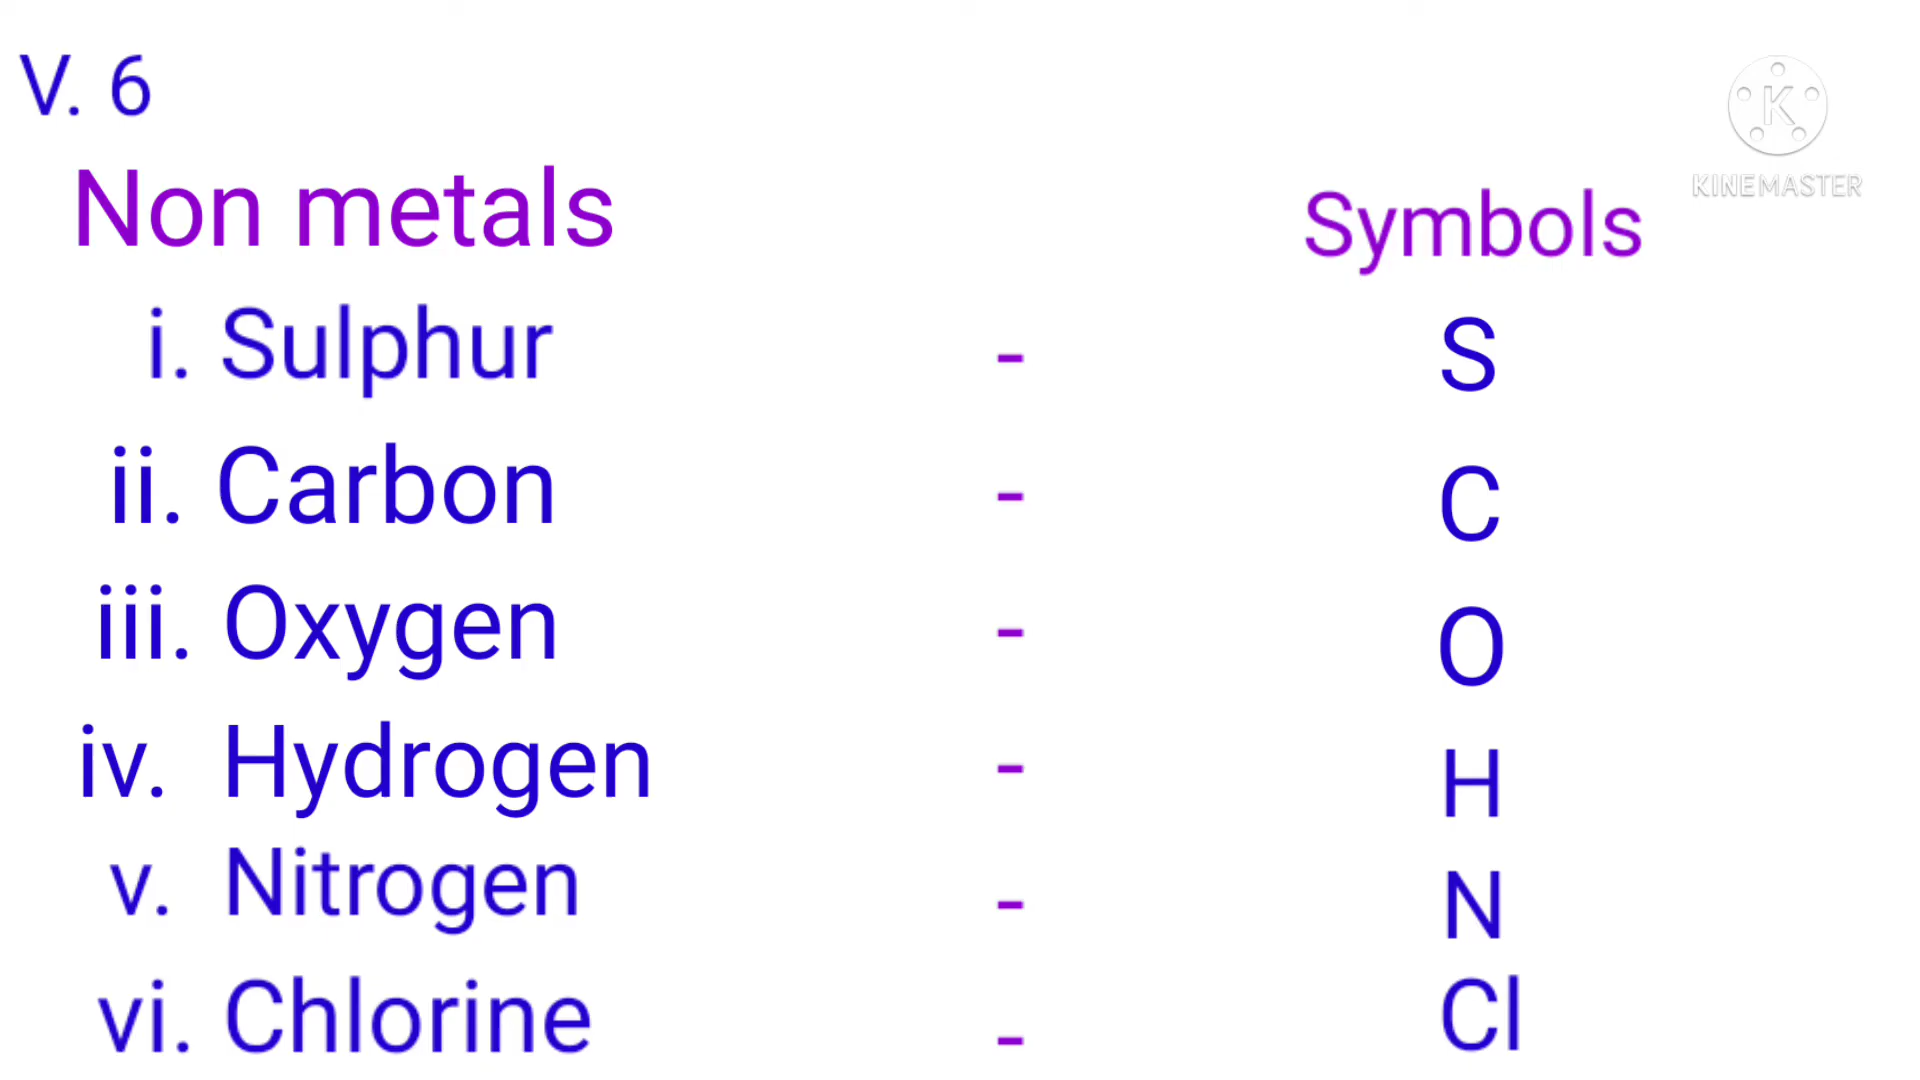 V. 6
KINEMASTER
Non metals Symbols
i. Sulphur - S
ii. Carbon - C
iii. Oxygen - O
iv. Hydrogen - H
v. Nitrogen - N
vi. Chlorine - Cl